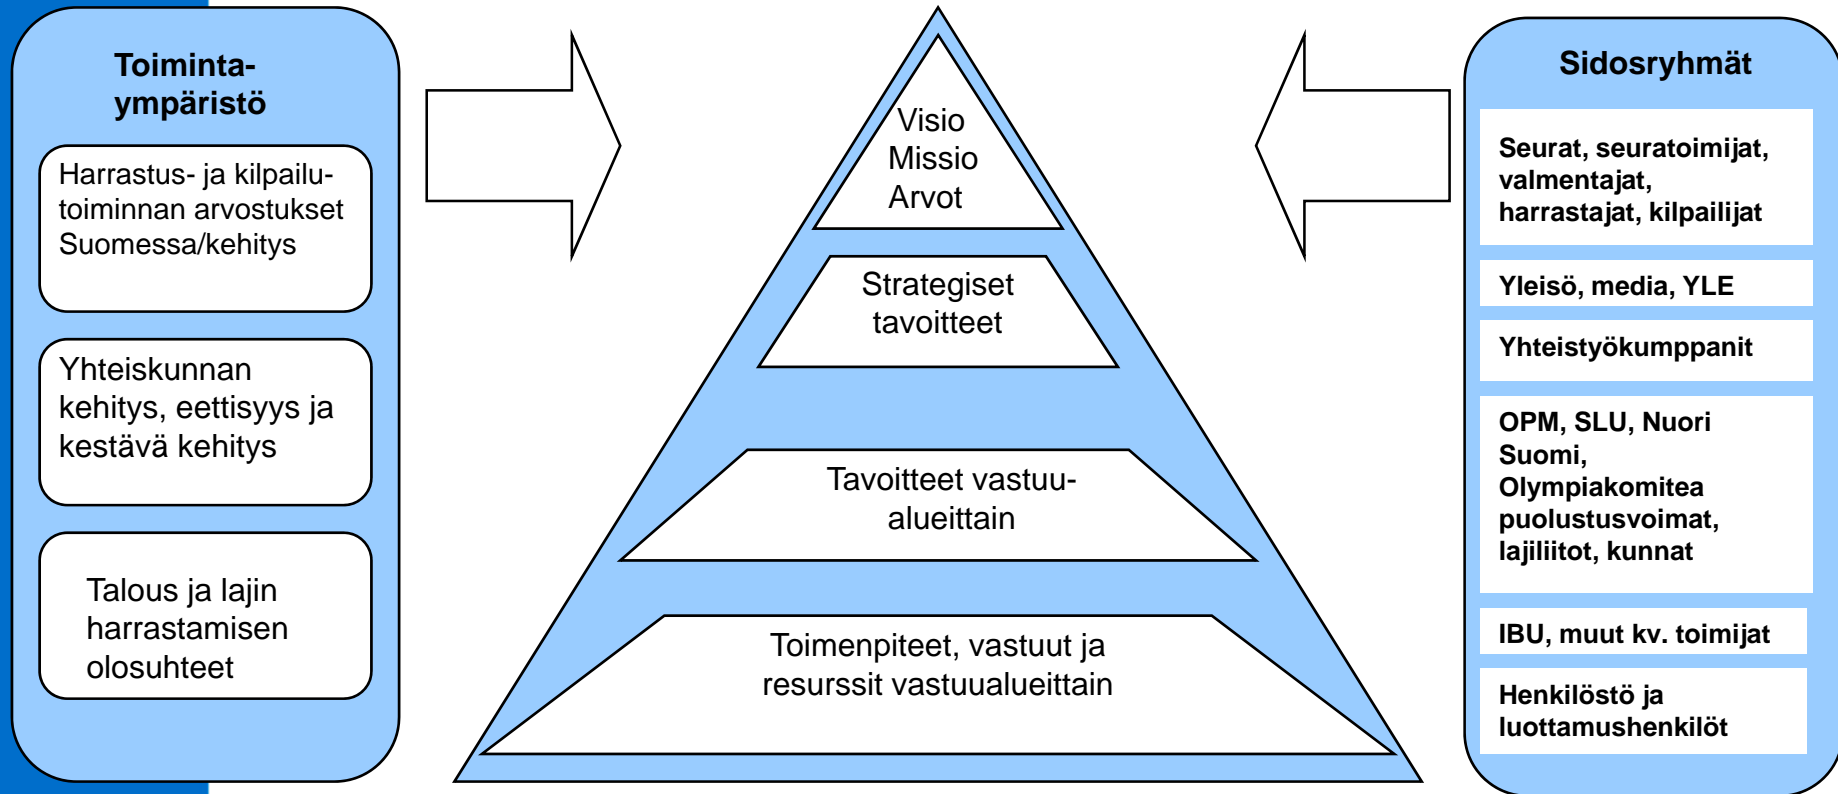 Toiminta-
ympäristö
Harrastus- ja kilpailu-
toiminnan arvostukset
Suomessa/kehitys
Yhteiskunnan
kehitys, eettisyys ja
kestävä kehitys
Talous ja lajin
harrastamisen
olosuhteet
Visio
Missio
Arvot
Strategiset
tavoitteet
Tavoitteet vastuu-
alueittain
Toimenpiteet, vastuut ja
resurssit vastuualueittain
Sidosryhmät
Seurat, seuratoimijat,
valmentajat,
harrastajat, kilpailijat
Yleisö, media, YLE
Yhteistyökumppanit
OPM, SLU, Nuori
Suomi,
Olympiakomitea
puolustusvoimat,
lajiliitot, kunnat
IBU, muut kv. toimijat
Henkilöstö ja
luottamushenkilöt